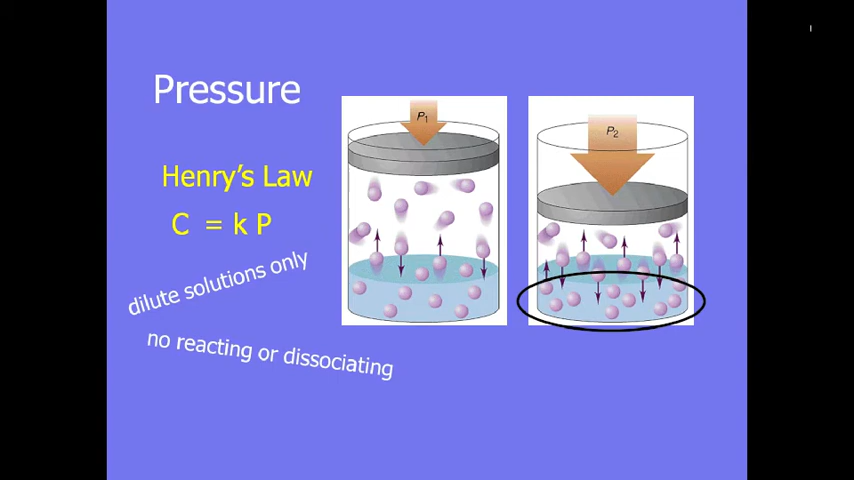 Pressure
Henry's Law
C = k P
dilute solutions only
no reacting or dissociating
P1
P2